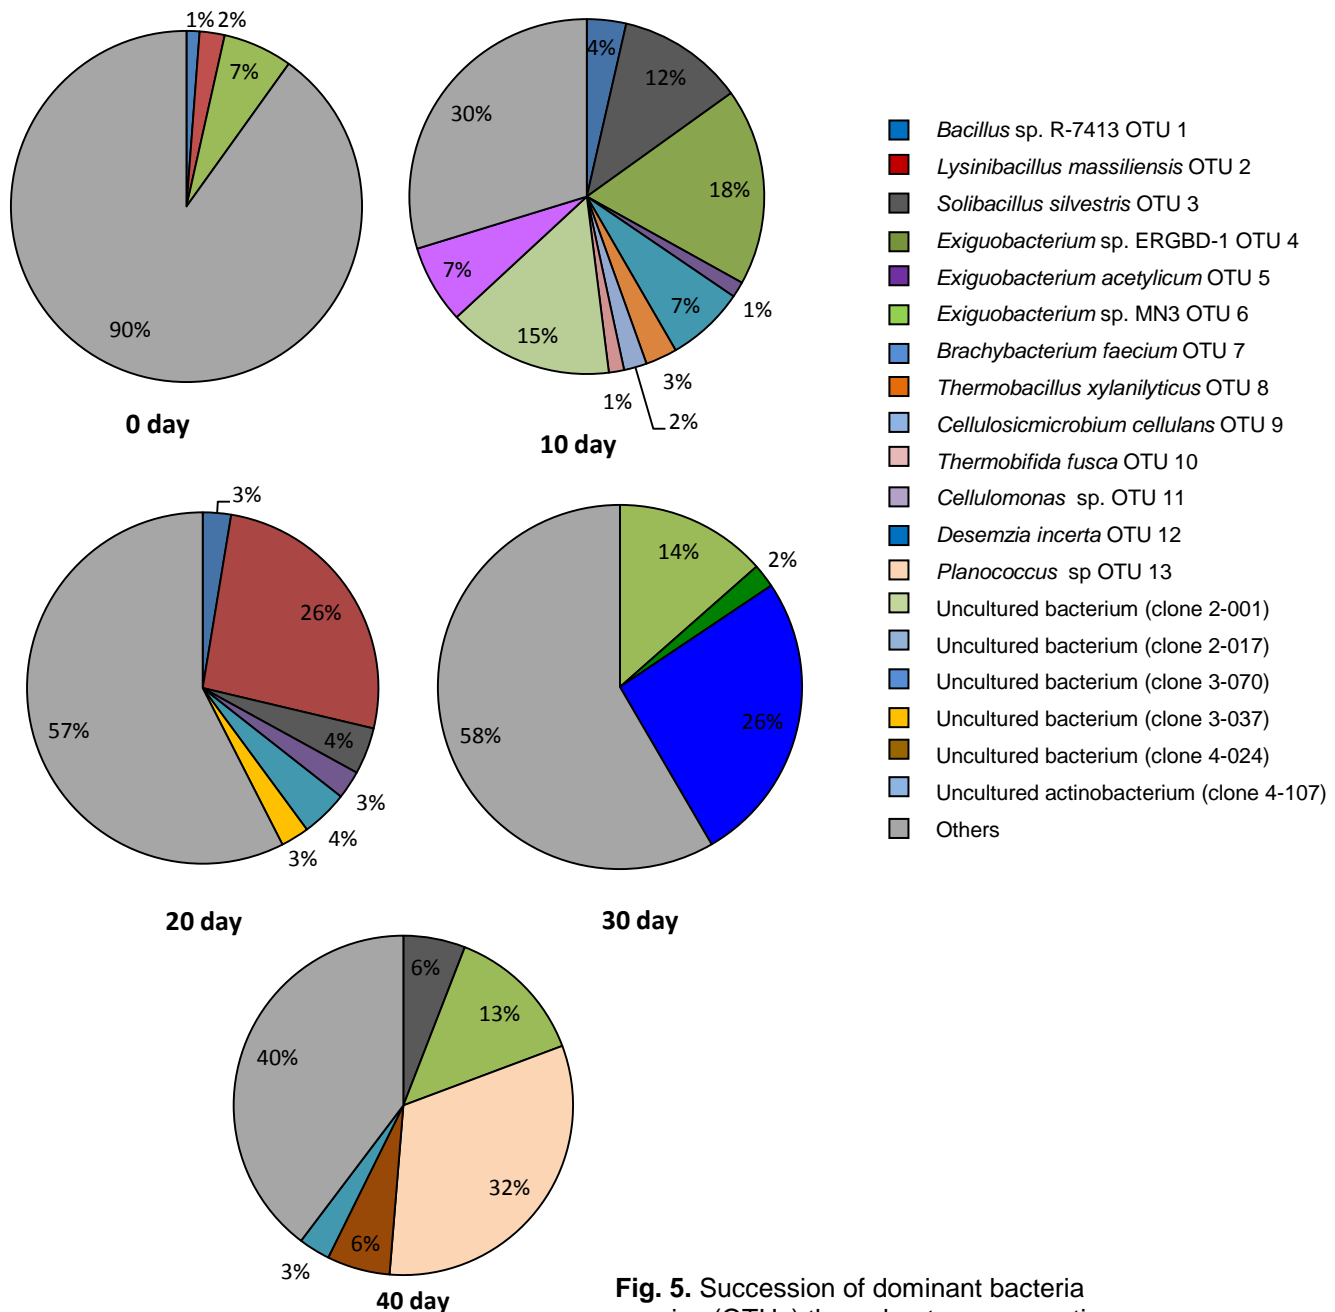 1% 2%
7%
90%
0 day
4%
12%
18%
1%
7%
3%
2%
1%
15%
7%
30%
10 day
3%
26%
4%
3%
4%
3%
57%
20 day
14%
2%
26%
58%
30 day
6%
13%
32%
6%
3%
40%
40 day
Bacillus sp. R-7413 OTU 1
Lysinibacillus massiliensis OTU 2
Solibacillus silvestris OTU 3
Exiguobacterium sp. ERGBD-1 OTU 4
Exiguobacterium acetylicum OTU 5
Exiguobacterium sp. MN3 OTU 6
Brachybacterium faecium OTU 7
Thermobacillus xylanilyticus OTU 8
Cellulosicmicrobium cellulans OTU 9
Thermobifida fusca OTU 10
Cellulomonas sp. OTU 11
Desemzia incerta OTU 12
Planococcus sp OTU 13
Uncultured bacterium (clone 2-001)
Uncultured bacterium (clone 2-017)
Uncultured bacterium (clone 3-070)
Uncultured bacterium (clone 3-037)
Uncultured bacterium (clone 4-024)
Uncultured actinobacterium (clone 4-107)
Others
Fig. 5. Succession of dominant bacteria